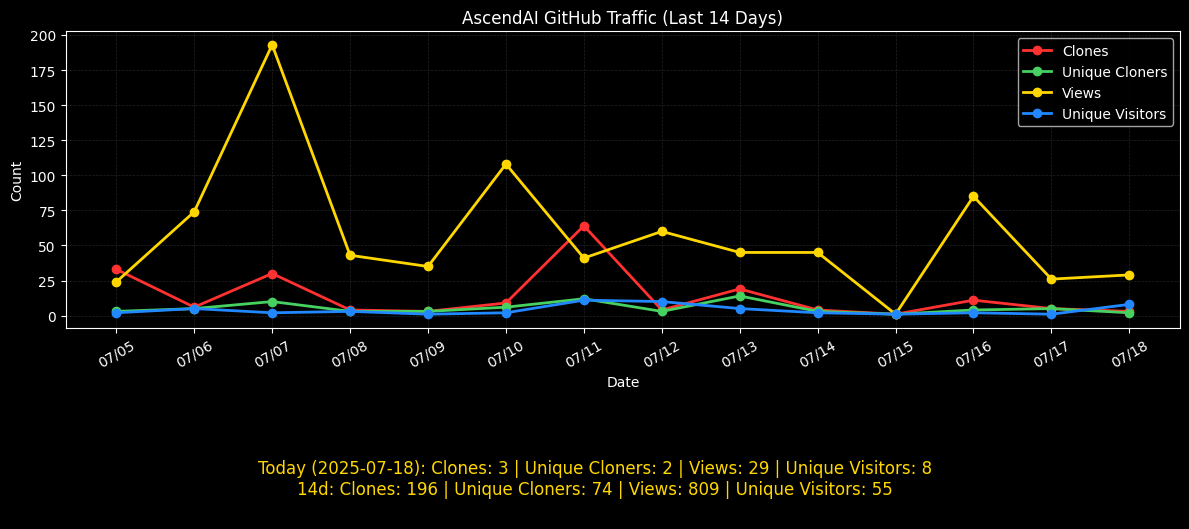 AscendAI GitHub Traffic (Last 14 Days)
200
175
150
125
100
75
50
25
0
Count
Clones
Unique Cloners
Views
Unique Visitors
07/05
07/06
07/07
07/08
07/09
07/10
07/11
07/12
07/13
07/14
07/15
07/16
07/17
07/18
Date
Today (2025-07-18): Clones: 3 | Unique Cloners: 2 | Views: 29 | Unique Visitors: 8
14d: Clones: 196 | Unique Cloners: 74 | Views: 809 | Unique Visitors: 55